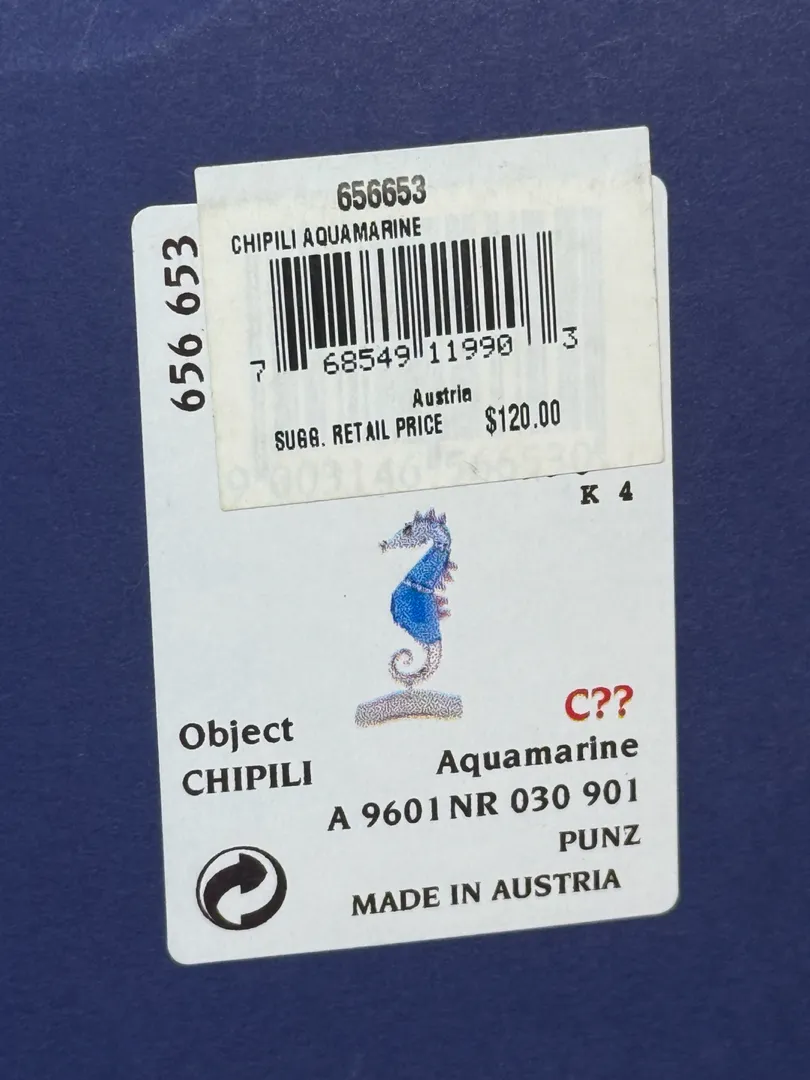 656653
CHIPILI AQUAMARINE
7 68549 11990 3
Austria
SUGG. RETAIL PRICE $120.00
656 653
K 4
C??
Object
CHIPILI
Aquamarine
A 9601 NR 030 901
PUNZ
MADE IN AUSTRIA